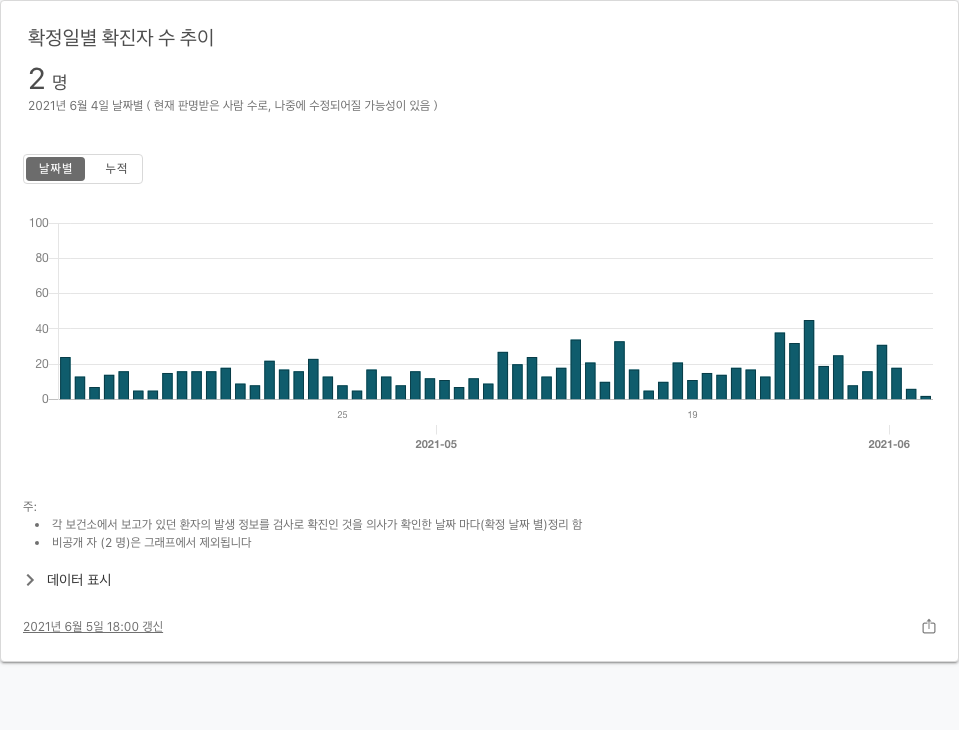 확정일별 확진자 수 추이
2 명
2021년 6월 4일 날짜별 ( 현재 판명받은 사람 수로, 나중에 수정되어질 가능성이 있음 )
날짜별 누적
100
80
60
40
20
0
25 19
2021-05 2021-06
주:
• 각 보건소에서 보고가 있던 환자의 발생 정보를 검사로 확진인 것을 의사가 확인한 날짜 마다(확정 날짜 별)정리 함
• 비공개 자 (2 명)은 그래프에서 제외됩니다
데이터 표시
2021년 6월 5일 18:00 갱신